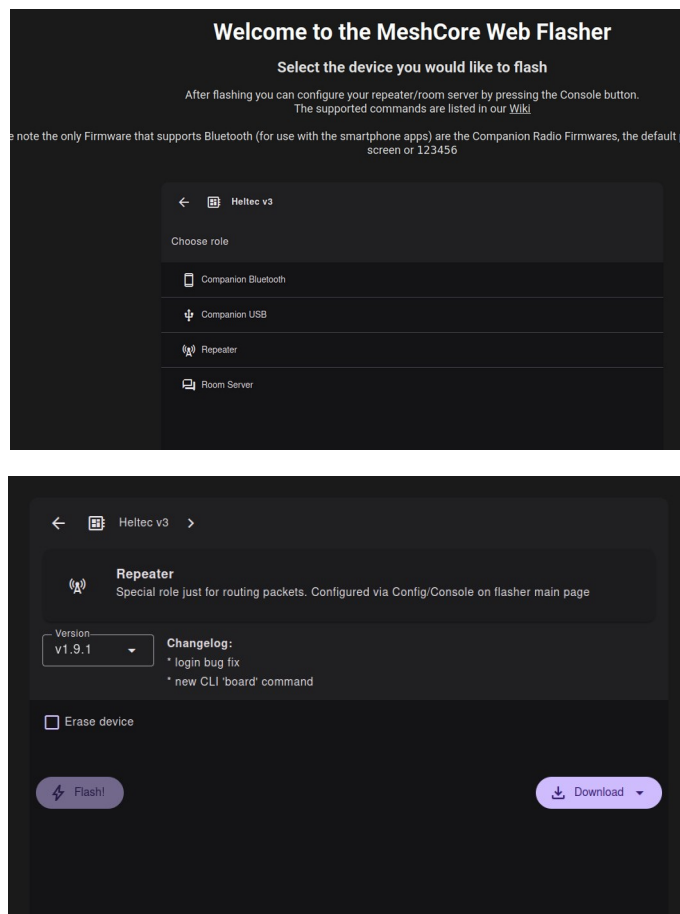 Welcome to the MeshCore Web Flasher
Select the device you would like to flash
After flashing you can configure your repeater/room server by pressing the Console button.
The supported commands are listed in our Wiki
e note the only Firmware that supports Bluetooth (for use with the smartphone apps) are the Companion Radio Firmwares, the default
screen or 123456
Heltec v3
Choose role
Companion Bluetooth
Companion USB
Repeater
Room Server
Heltec v3
Repeater
Special role just for routing packets. Configured via Config/Console on flasher main page
Version
v1.9.1
Changelog:
* login bug fix
* new CLI 'board' command
Erase device
Flash!
Download